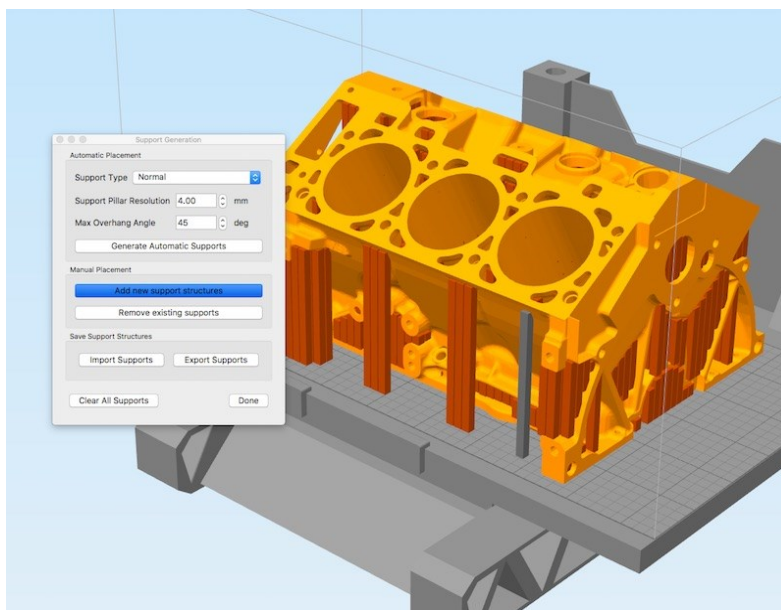 Support Generation
Automatic Placement
Support Type Normal
Support Pillar Resolution 4.00 mm
Max Overhang Angle 45 deg
Generate Automatic Supports
Manual Placement
Add new support structures
Remove existing supports
Save Support Structures
Import Supports Export Supports
Clear All Supports Done